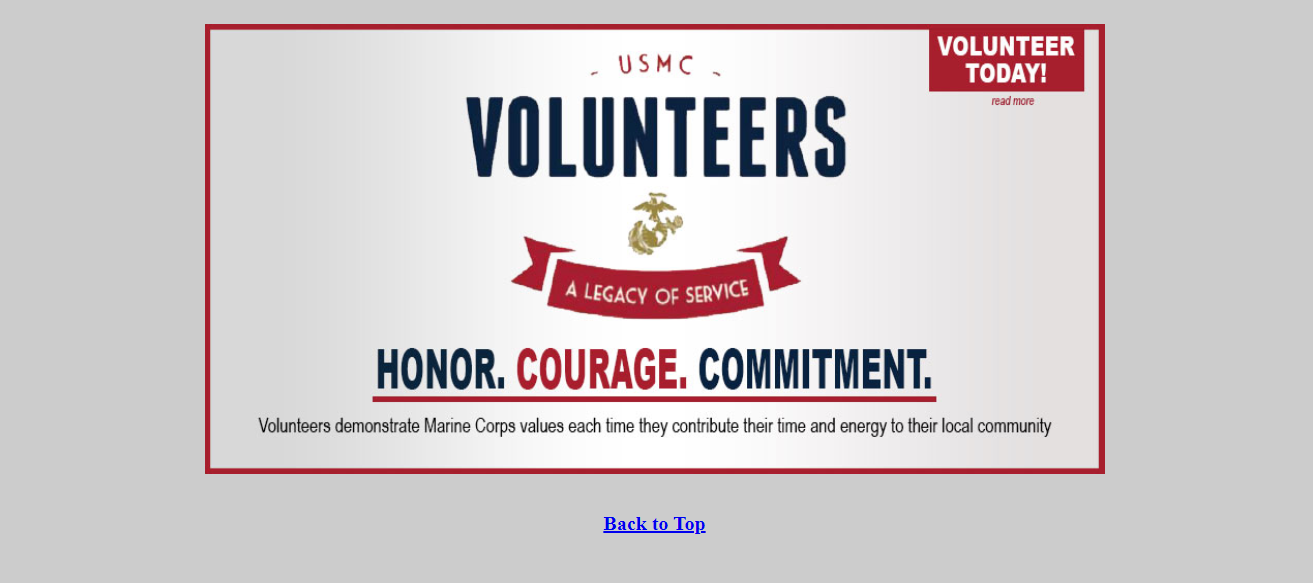 VOLUNTEER
TODAY!
read more
- USMC -
VOLUNTEERS
A LEGACY OF SERVICE
HONOR. COURAGE. COMMITMENT.
Volunteers demonstrate Marine Corps values each time they contribute their time and energy to their local community
Back to Top